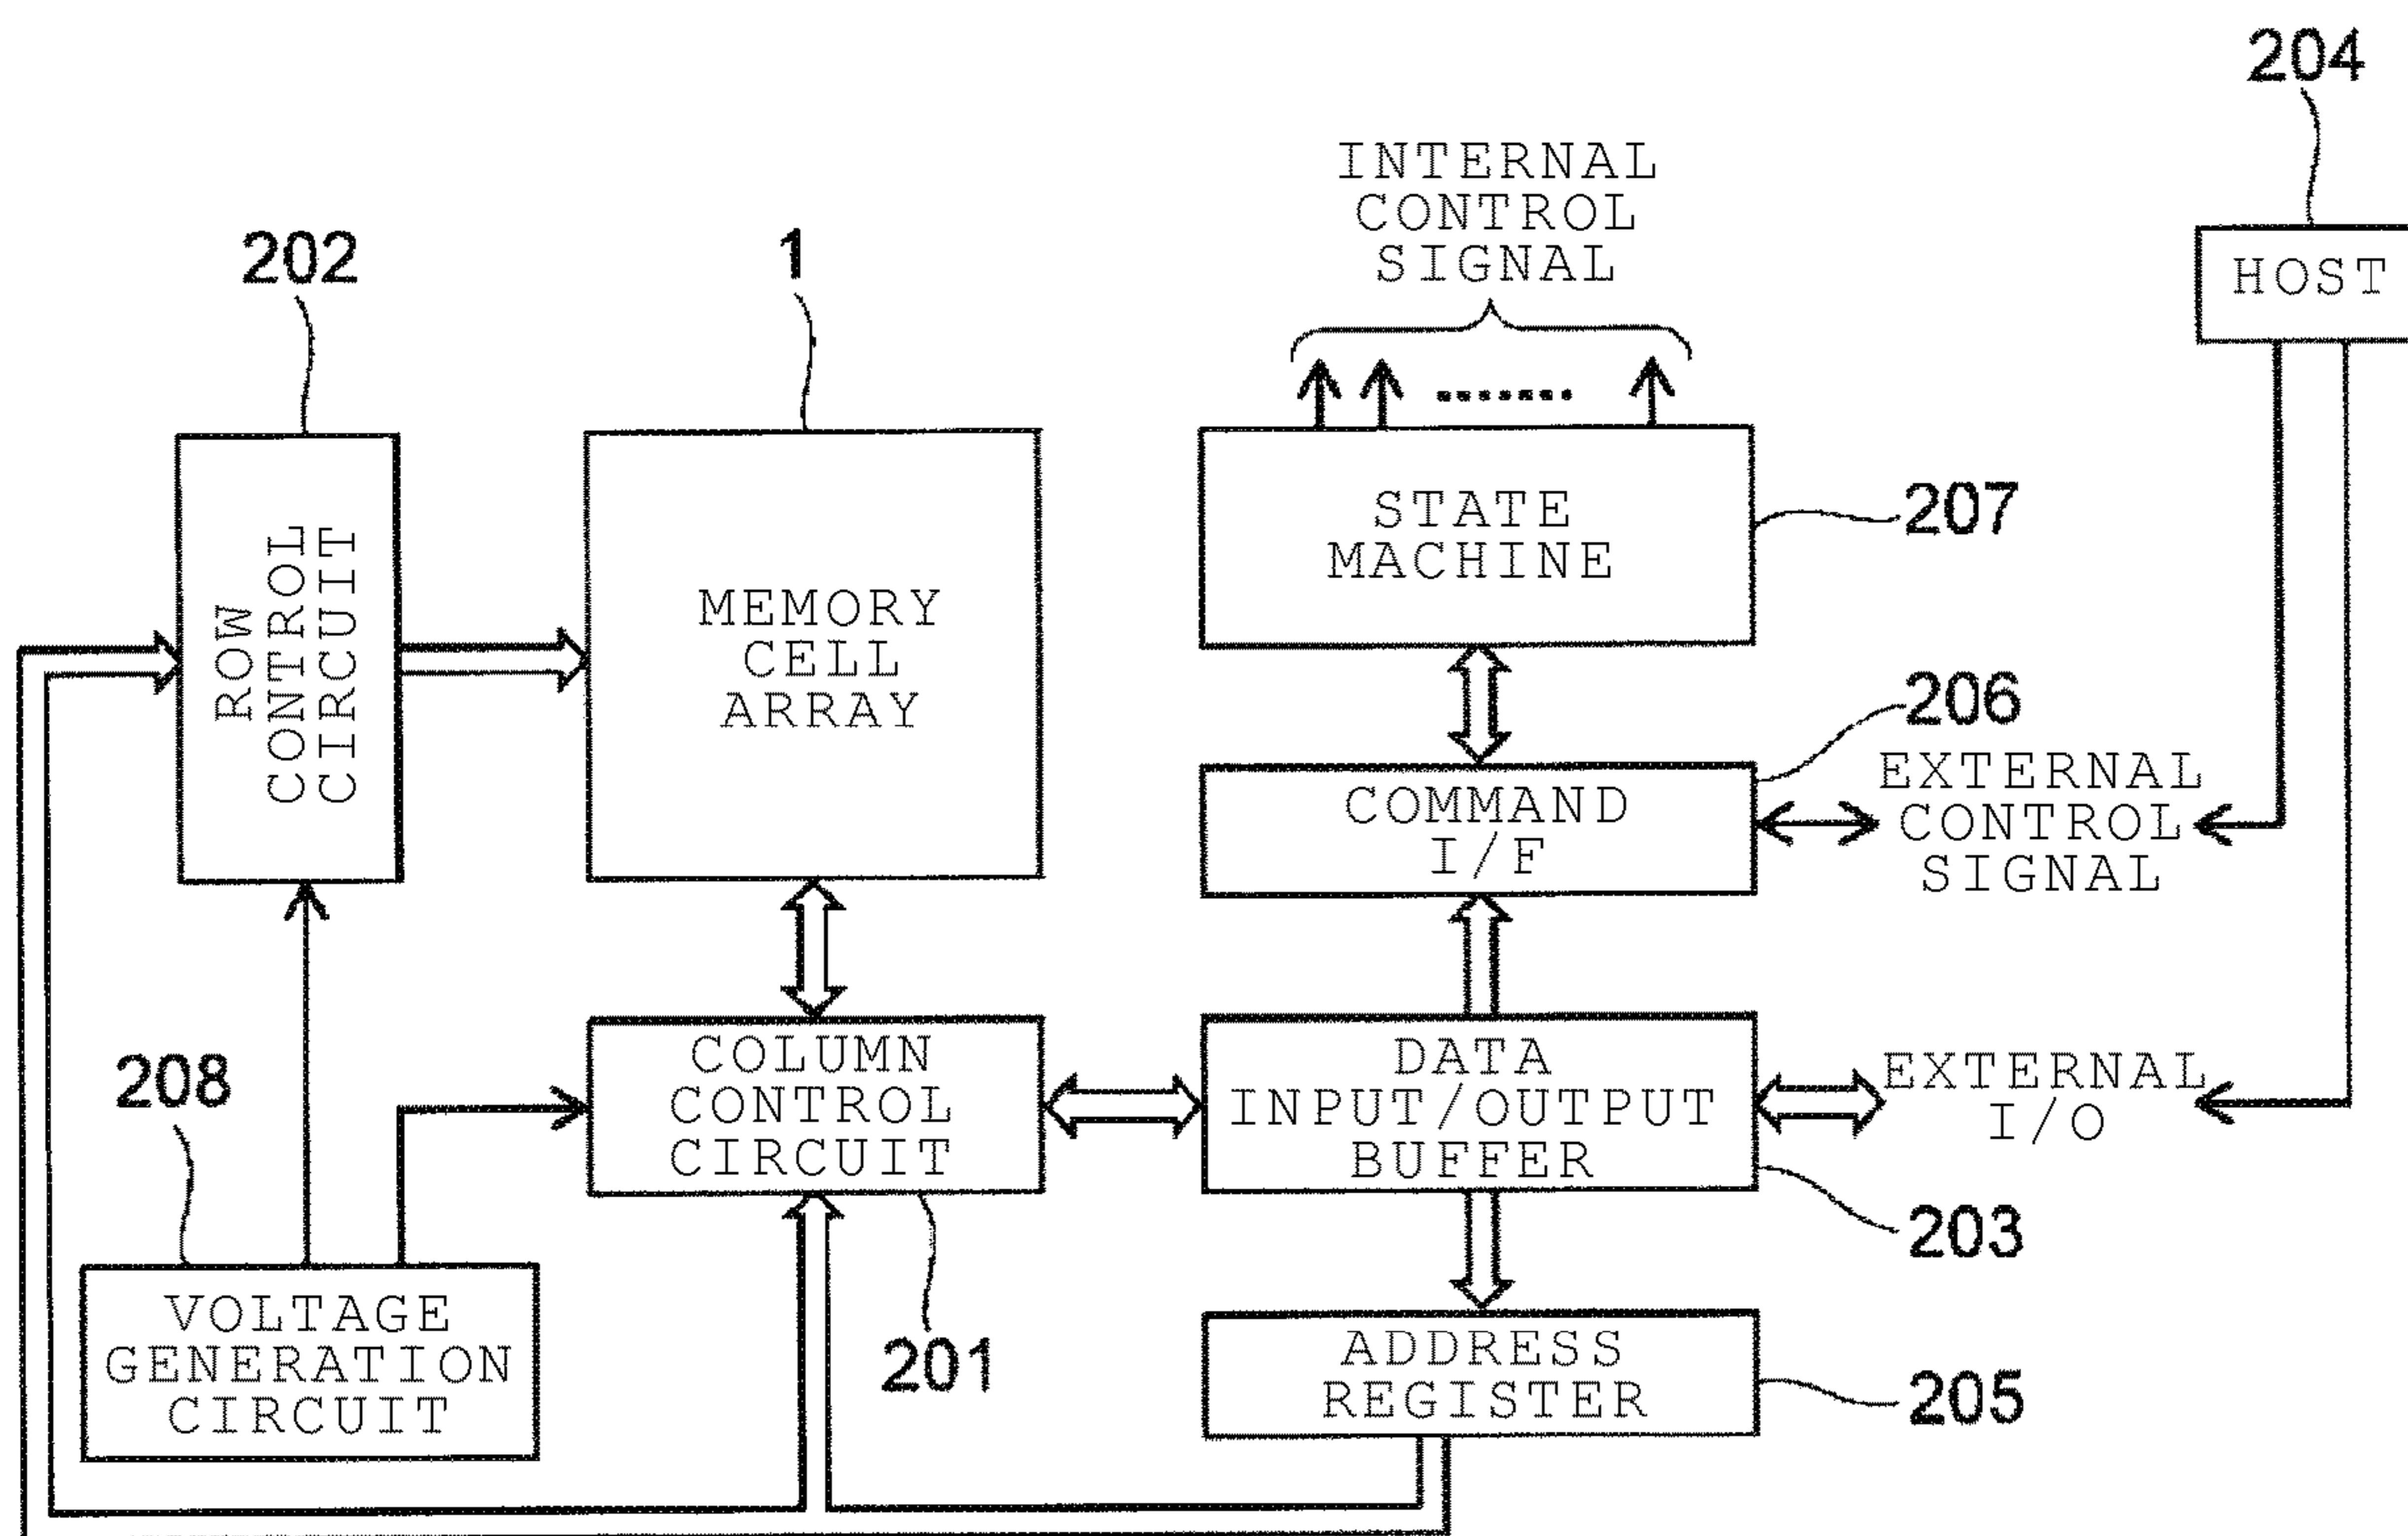 204
INTERNAL
CONTROL
SIGNAL
202
1
HOST
STATE
MACHINE
207
ROW
CONTROL
CIRCUIT
MEMORY
CELL
ARRAY
206
COMMAND
I/F
EXTERNAL
CONTROL
SIGNAL
208
COLUMN
CONTROL
CIRCUIT
DATA
INPUT/OUTPUT
BUFFER
EXTERNAL
I/O
203
VOLTAGE
GENERATION
CIRCUIT
201
ADDRESS
REGISTER
205